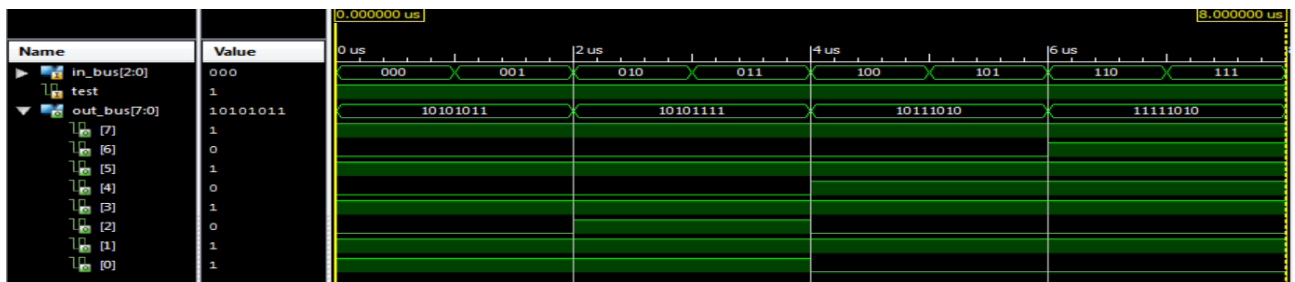 0.000000 us 8.000000 us
Name Value 0 us 2 us 4 us 6 us
in_bus[2:0] 000 000 001 010 011 100 101 110 111
test 1
out_bus[7:0] 10101011 10101011 10101111 10111010 11111010
[7] 1
[6] 0
[5] 1
[4] 0
[3] 1
[2] 0
[1] 1
[0] 1